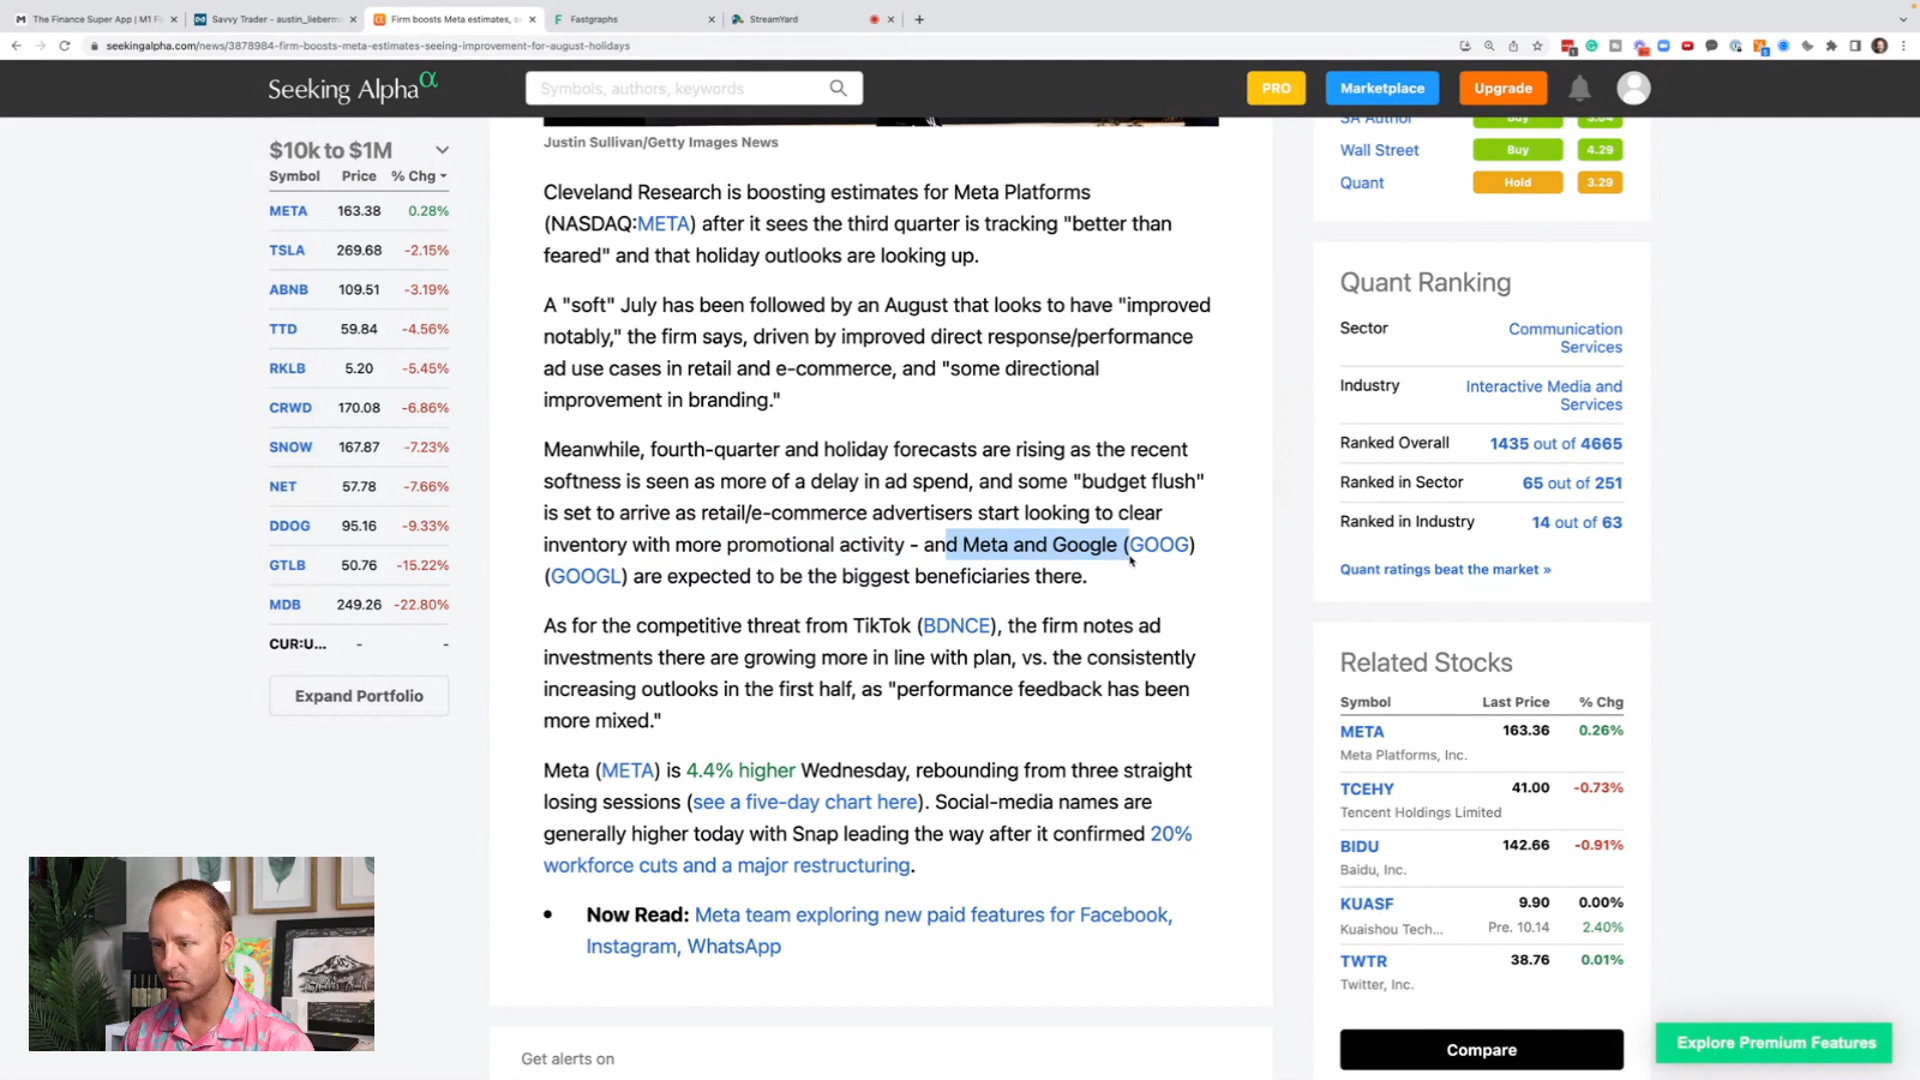 The Finance Super App | M1 Fi
Savvy Trader - austin_lieberma
Firm boosts Meta estimates, s
Fastgraphs
StreamYard
seekingalpha.com/news/3878984-firm-boosts-meta-estimates-seeing-improvement-for-august-holidays
Seeking Alpha α
Symbols, authors, keywords
PRO
Marketplace
Upgrade
$10k to $1M
Symbol Price % Chg
META 163.38 0.28%
TSLA 269.68 -2.15%
ABNB 109.51 -3.19%
TTD 59.84 -4.56%
RKLB 5.20 -5.45%
CRWD 170.08 -6.86%
SNOW 167.87 -7.23%
NET 57.78 -7.66%
DDOG 95.16 -9.33%
GTLB 50.76 -15.22%
MDB 249.26 -22.80%
CUR:U... - -
Expand Portfolio
Justin Sullivan/Getty Images News
Cleveland Research is boosting estimates for Meta Platforms
(NASDAQ:META) after it sees the third quarter is tracking "better than
feared" and that holiday outlooks are looking up.
A "soft" July has been followed by an August that looks to have "improved
notably," the firm says, driven by improved direct response/performance
ad use cases in retail and e-commerce, and "some directional
improvement in branding."
Meanwhile, fourth-quarter and holiday forecasts are rising as the recent
softness is seen as more of a delay in ad spend, and some "budget flush"
is set to arrive as retail/e-commerce advertisers start looking to clear
inventory with more promotional activity - and Meta and Google (GOOG)
(GOOGL) are expected to be the biggest beneficiaries there.
As for the competitive threat from TikTok (BDNCE), the firm notes ad
investments there are growing more in line with plan, vs. the consistently
increasing outlooks in the first half, as "performance feedback has been
more mixed."
Meta (META) is 4.4% higher Wednesday, rebounding from three straight
losing sessions (see a five-day chart here). Social-media names are
generally higher today with Snap leading the way after it confirmed 20%
workforce cuts and a major restructuring.
• Now Read: Meta team exploring new paid features for Facebook,
Instagram, WhatsApp
Get alerts on
SA Author Buy
Wall Street Buy 4.29
Quant Hold 3.29
Quant Ranking
Sector Communication
Services
Industry Interactive Media and
Services
Ranked Overall 1435 out of 4665
Ranked in Sector 65 out of 251
Ranked in Industry 14 out of 63
Quant ratings beat the market »
Related Stocks
Symbol Last Price % Chg
META 163.36 0.26%
Meta Platforms, Inc.
TCEHY 41.00 -0.73%
Tencent Holdings Limited
BIDU 142.66 -0.91%
Baidu, Inc.
KUASF 9.90 0.00%
Kuaishou Tech... Pre. 10.14 2.40%
TWTR 38.76 0.01%
Twitter, Inc.
Compare
Explore Premium Features